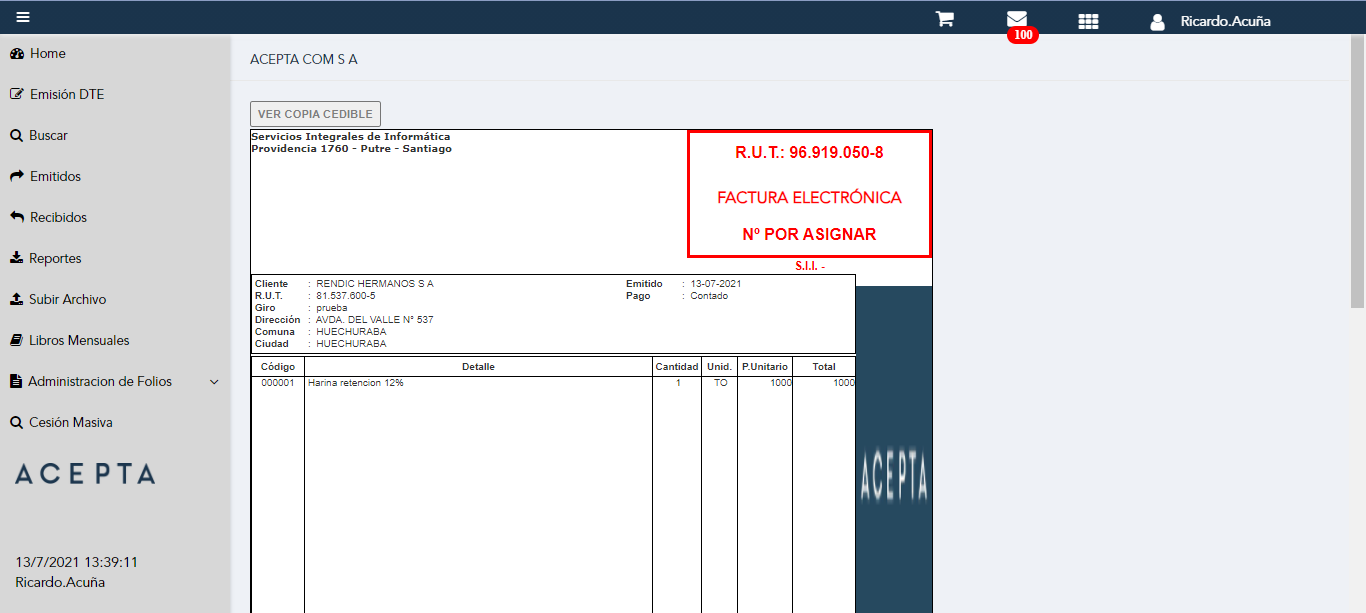 100
Ricardo.Acuña
Home
Emisión DTE
Buscar
Emitidos
Recibidos
Reportes
Subir Archivo
Libros Mensuales
Administracion de Folios
Cesión Masiva
ACEPTA
13/7/2021 13:39:11
Ricardo.Acuña
ACEPTA COM S A
VER COPIA CEDIBLE
Servicios Integrales de Informática
Providencia 1760 - Putre - Santiago
R.U.T.: 96.919.050-8
FACTURA ELECTRÓNICA
Nº POR ASIGNAR
S.I.I. -
Cliente : RENDIC HERMANOS S A Emitido : 13-07-2021
R.U.T. : 81.537.600-5 Pago : Contado
Giro : prueba
Dirección : AVDA. DEL VALLE N° 537
Comuna : HUECHURABA
Ciudad : HUECHURABA
Código Detalle Cantidad Unid. P.Unitario Total
000001 Harina retencion 12% 1 TO 1000 1000
ACEPTA